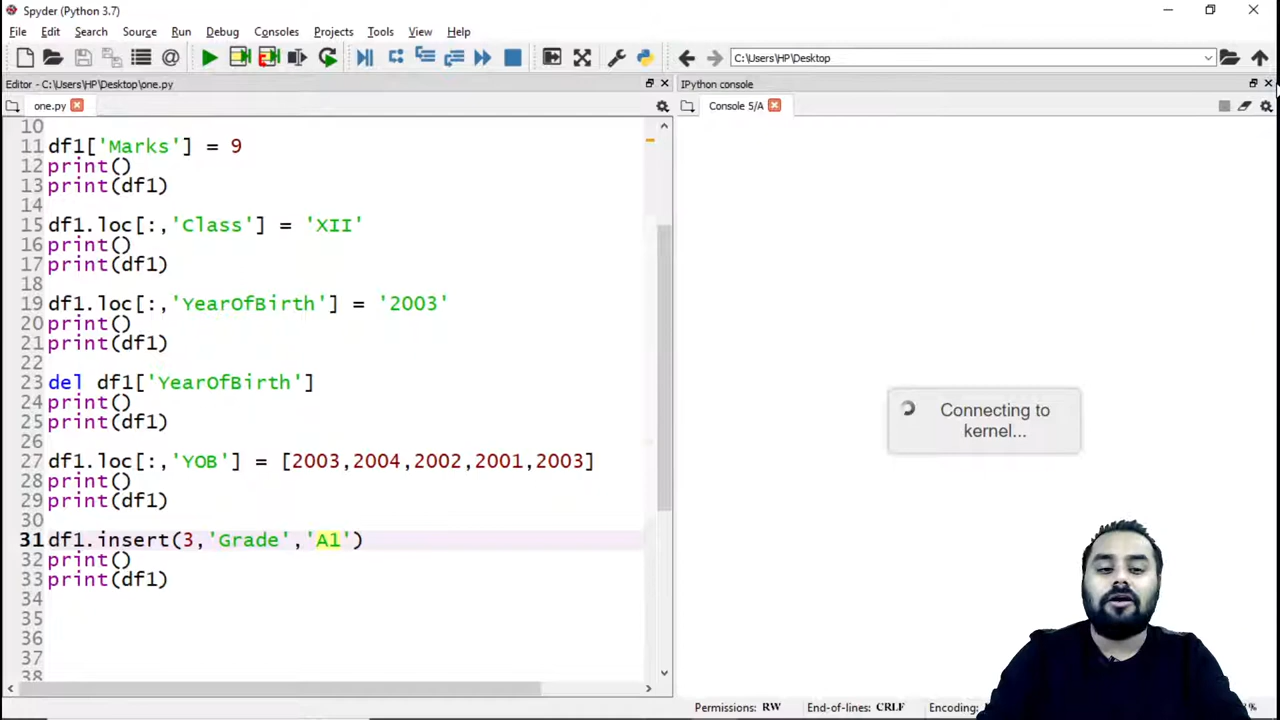 Spyder (Python 3.7)
File Edit Search Source Run Debug Consoles Projects Tools View Help
C:\Users\HP\Desktop
Editor - C:\Users\HP\Desktop\one.py
IPython console
one.py
Console 5/A
10
11 df1['Marks'] = 9
12 print()
13 print(df1)
14
15 df1.loc[:,'Class'] = 'XII'
16 print()
17 print(df1)
18
19 df1.loc[:,'YearOfBirth'] = '2003'
20 print()
21 print(df1)
22
23 del df1['YearOfBirth']
24 print()
25 print(df1)
26
27 df1.loc[:,'YOB'] = [2003,2004,2002,2001,2003]
28 print()
29 print(df1)
30
31 df1.insert(3,'Grade','A1')
32 print()
33 print(df1)
34
35
36
37
38
Connecting to
kernel...
Permissions: RW End-of-lines: CRLF Encoding: